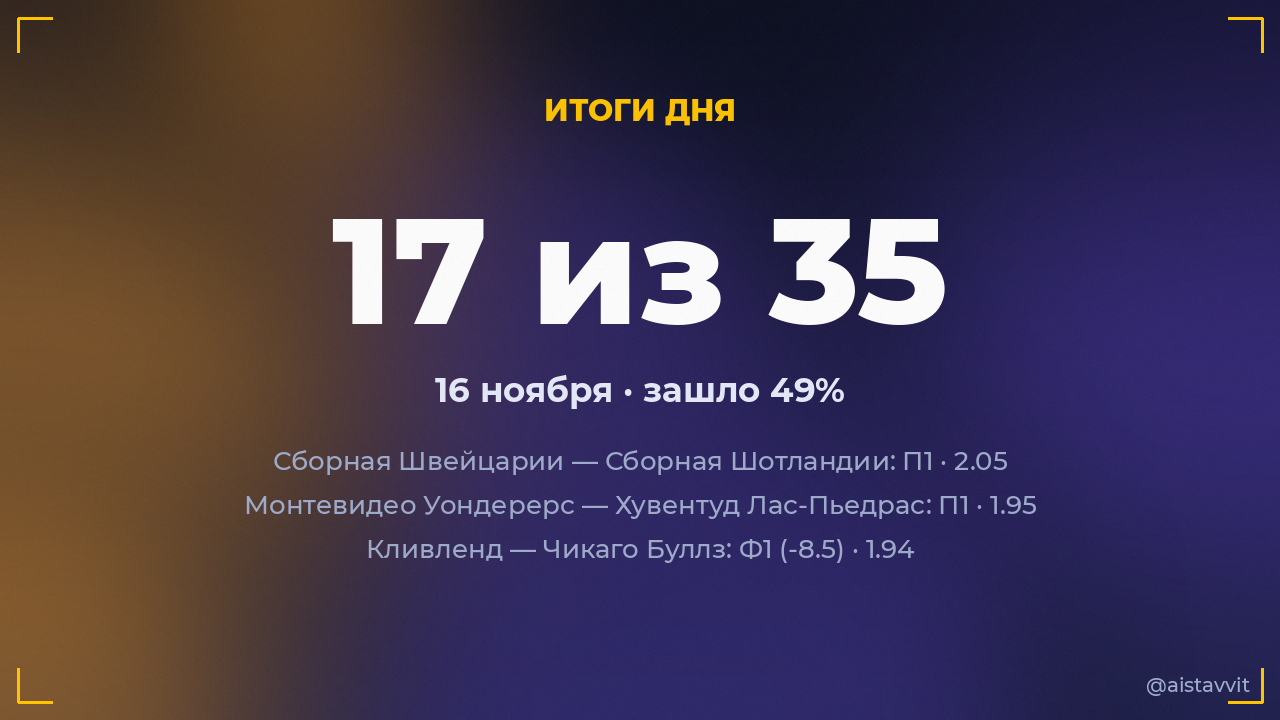 ИТОГИ ДНЯ
17 из 35
16 ноября · зашло 49%
Сборная Швейцарии — Сборная Шотландии: П1 · 2.05
Монтевидео Уондерерс — Хувентуд Лас-Пьедрас: П1 · 1.95
Кливленд — Чикаго Буллз: Ф1 (-8.5) · 1.94
@aistavvit